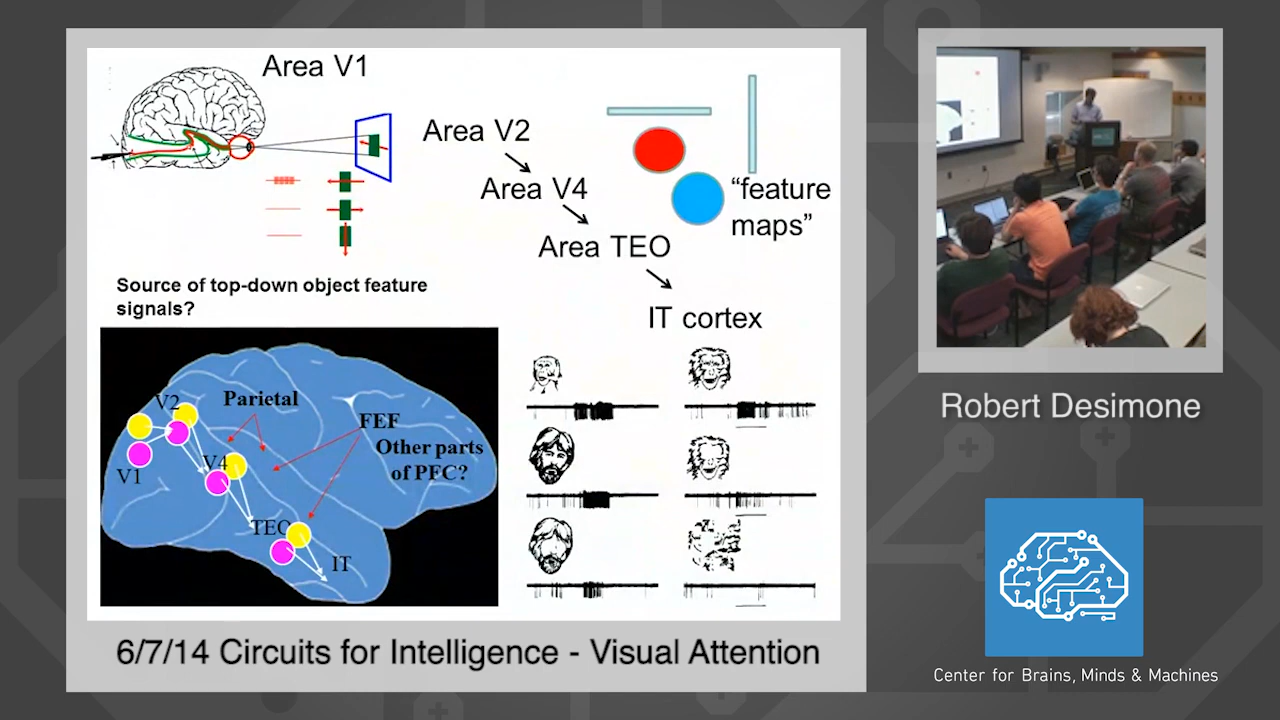 Area V1
Area V2
Area V4
Area TEO
IT cortex
“feature
maps”
Source of top-down object feature
signals?
V2
Parietal
FEF
Other parts
of PFC?
V1
V4
TEO
IT
6/7/14 Circuits for Intelligence - Visual Attention
Robert Desimone
Center for Brains, Minds & Machines